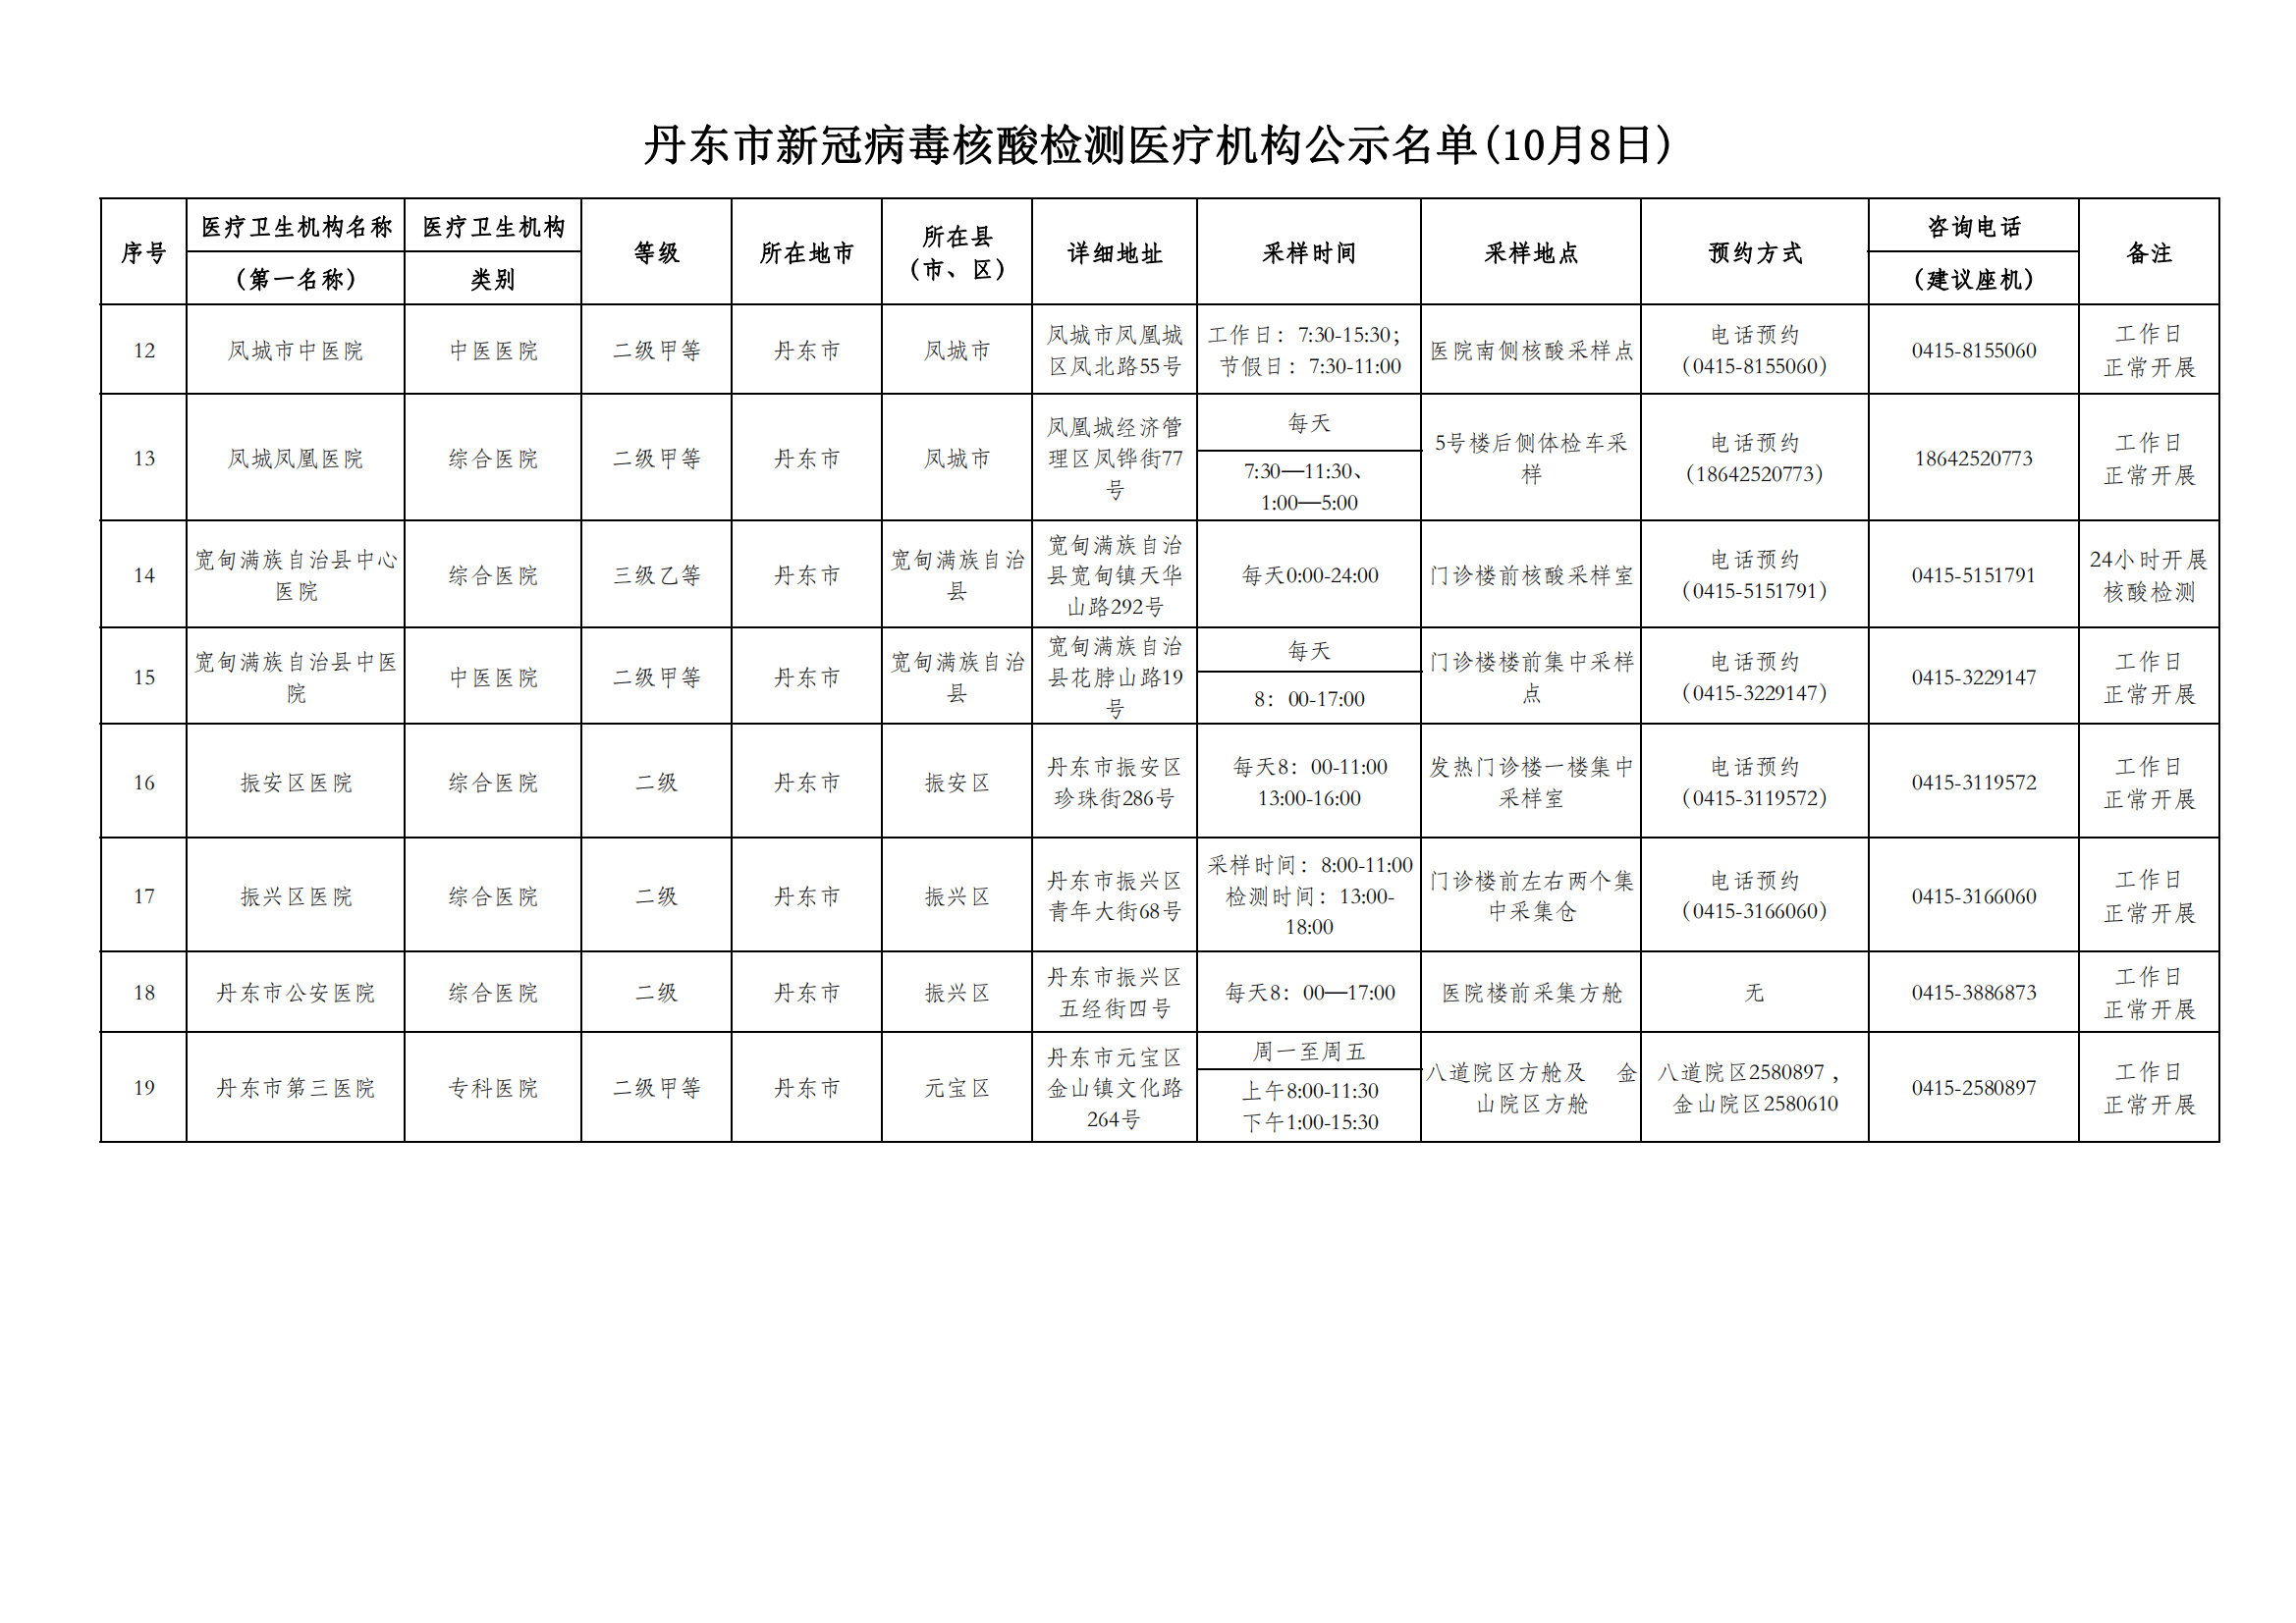 丹东市新冠病毒核酸检测医疗机构公示名单(10月8日)
序号 医疗卫生机构名称 （第一名称） 医疗卫生机构 类别 等级 所在地市 所在县 （市、区） 详细地址 采样时间 采样地点 预约方式 咨询电话 （建议座机） 备注
12 凤城市中医院 中医医院 二级甲等 丹东市 凤城市 凤城市凤凰城区凤北路55号 工作日：7:30-15:30； 节假日：7:30-11:00 医院南侧核酸采样点 电话预约 （0415-8155060） 0415-8155060 工作日 正常开展
13 凤城凤凰医院 综合医院 二级甲等 丹东市 凤城市 凤凰城经济管理区凤铧街77号 每天 7:30—11:30、 1:00—5:00 5号楼后侧体检车采样 电话预约 （18642520773） 18642520773 工作日 正常开展
14 宽甸满族自治县中心医院 综合医院 三级乙等 丹东市 宽甸满族自治县 宽甸满族自治县宽甸镇天华山路292号 每天0:00-24:00 门诊楼前核酸采样室 电话预约 （0415-5151791） 0415-5151791 24小时开展核酸检测
15 宽甸满族自治县中医院 中医医院 二级甲等 丹东市 宽甸满族自治县 宽甸满族自治县花脖山路19号 每天 8：00-17:00 门诊楼楼前集中采样点 电话预约 （0415-3229147） 0415-3229147 工作日 正常开展
16 振安区医院 综合医院 二级 丹东市 振安区 丹东市振安区珍珠街286号 每天8：00-11:00 13:00-16:00 发热门诊楼一楼集中采样室 电话预约 （0415-3119572） 0415-3119572 工作日 正常开展
17 振兴区医院 综合医院 二级 丹东市 振兴区 丹东市振兴区青年大街68号 采样时间：8:00-11:00 检测时间：13:00-18:00 门诊楼前左右两个集中采集仓 电话预约 （0415-3166060） 0415-3166060 工作日 正常开展
18 丹东市公安医院 综合医院 二级 丹东市 振兴区 丹东市振兴区五经街四号 每天8：00—17:00 医院楼前采集方舱 无 0415-3886873 工作日 正常开展
19 丹东市第三医院 专科医院 二级甲等 丹东市 元宝区 丹东市元宝区金山镇文化路264号 周一至周五 上午8:00-11:30 下午1:00-15:30 八道院区方舱及 金山院区方舱 八道院区2580897， 金山院区2580610 0415-2580897 工作日 正常开展